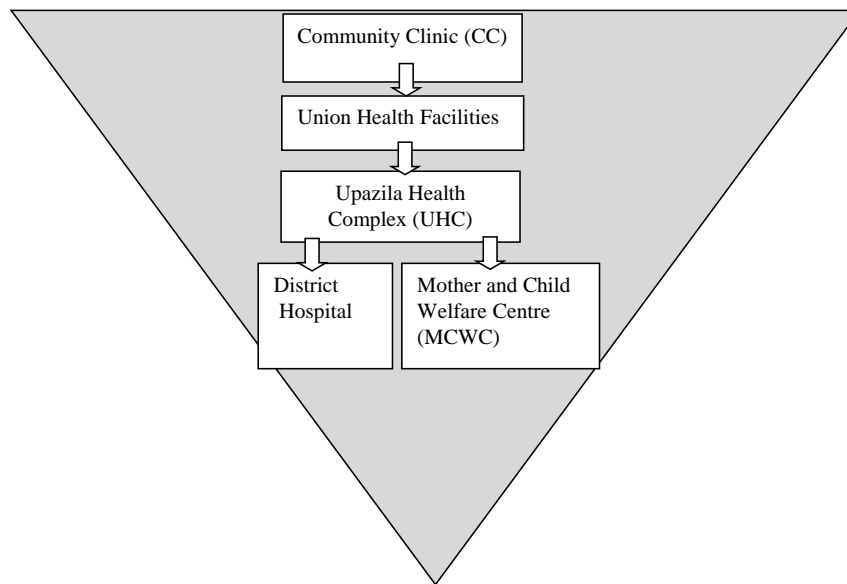 Community Clinic (CC)
Union Health Facilities
Upazila Health
Complex (UHC)
District
Hospital
Mother and Child
Welfare Centre
(MCWC)